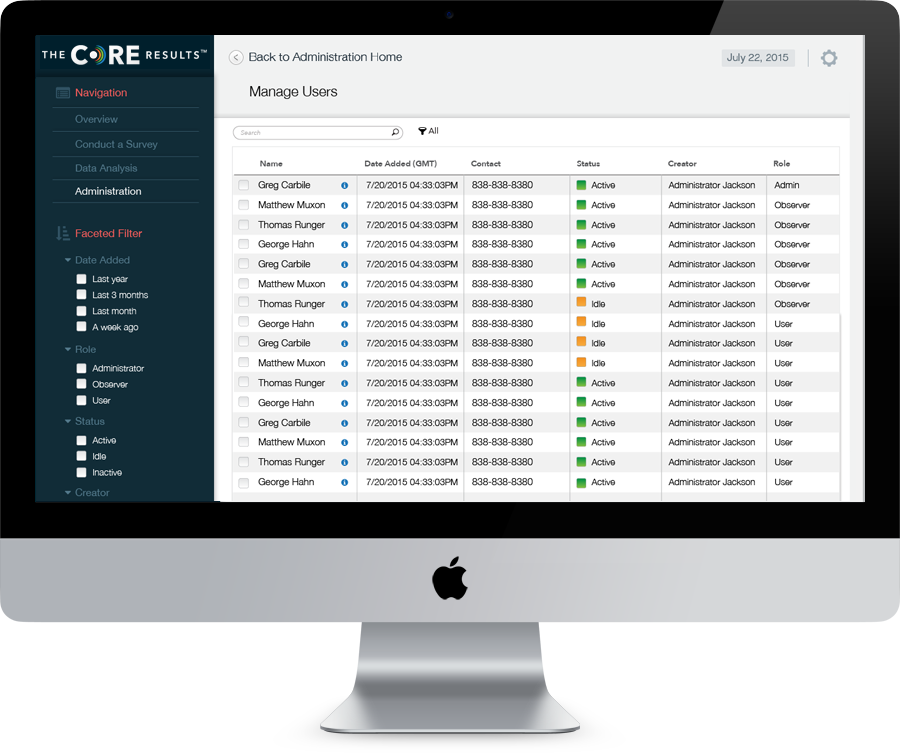 THE CORE RESULTS™
Navigation
Overview
Conduct a Survey
Data Analysis
Administration
Faceted Filter
Date Added
Last year
Last 3 months
Last month
A week ago
Role
Administrator
Observer
User
Status
Active
Idle
Inactive
Creator
Back to Administration Home
July 22, 2015
Manage Users
Search
All
Name Date Added (GMT) Contact Status Creator Role
Greg Carbile 7/20/2015 04:33:03PM 838-838-8380 Active Administrator Jackson Admin
Matthew Muxon 7/20/2015 04:33:03PM 838-838-8380 Active Administrator Jackson Observer
Thomas Runger 7/20/2015 04:33:03PM 838-838-8380 Active Administrator Jackson Observer
George Hahn 7/20/2015 04:33:03PM 838-838-8380 Active Administrator Jackson Observer
Greg Carbile 7/20/2015 04:33:03PM 838-838-8380 Active Administrator Jackson Observer
Matthew Muxon 7/20/2015 04:33:03PM 838-838-8380 Active Administrator Jackson Observer
Thomas Runger 7/20/2015 04:33:03PM 838-838-8380 Idle Administrator Jackson Observer
George Hahn 7/20/2015 04:33:03PM 838-838-8380 Idle Administrator Jackson User
Greg Carbile 7/20/2015 04:33:03PM 838-838-8380 Idle Administrator Jackson User
Matthew Muxon 7/20/2015 04:33:03PM 838-838-8380 Idle Administrator Jackson User
Thomas Runger 7/20/2015 04:33:03PM 838-838-8380 Active Administrator Jackson User
George Hahn 7/20/2015 04:33:03PM 838-838-8380 Active Administrator Jackson User
Greg Carbile 7/20/2015 04:33:03PM 838-838-8380 Active Administrator Jackson User
Matthew Muxon 7/20/2015 04:33:03PM 838-838-8380 Active Administrator Jackson User
Thomas Runger 7/20/2015 04:33:03PM 838-838-8380 Active Administrator Jackson User
George Hahn 7/20/2015 04:33:03PM 838-838-8380 Active Administrator Jackson User